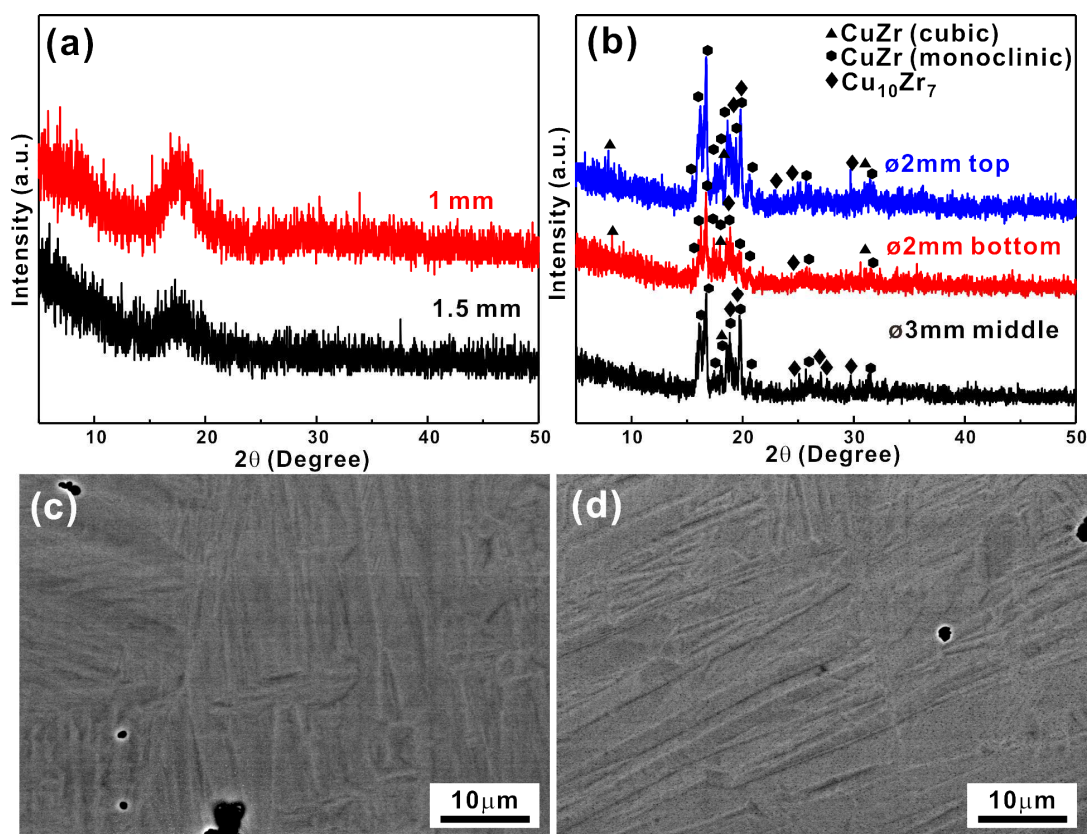 (a)
1 mm
1.5 mm
Intensity (a.u.)
10 20 30 40 50
2θ (Degree)
(b)
▲ CuZr (cubic)
⬢ CuZr (monoclinic)
◆ Cu₁₀Zr₇
ø2mm top
ø2mm bottom
ø3mm middle
Intensity (a.u.)
10 20 30 40 50
2θ (Degree)
(c)
10μm
(d)
10μm